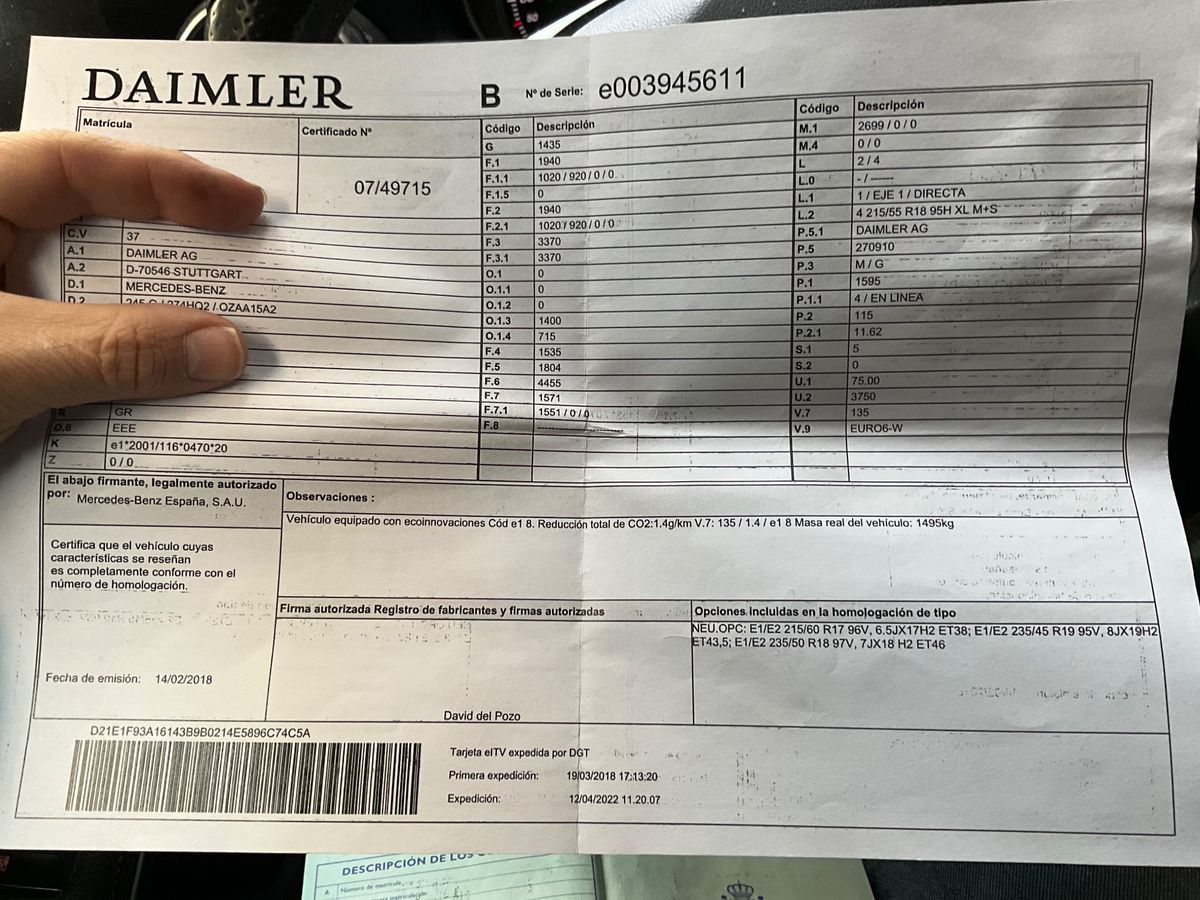 DAIMLER
B Nº de Serie: e003945611
Matrícula
Certificado Nº
07/49715
C.V 37
A.1 DAIMLER AG
A.2 D-70546 STUTTGART
D.1 MERCEDES-BENZ
D.2 OZAA15A2
GR
D.6 EEE
K e1*2001/116*0470*20
Z 0 / 0
Código Descripción
G 1435
F.1 1940
F.1.1 1020 / 920 / 0 / 0
F.1.5 0
F.2 1940
F.2.1 1020 / 920 / 0 / 0
F.3 3370
F.3.1 3370
O.1 0
O.1.1 0
O.1.2 0
O.1.3 1400
O.1.4 715
F.4 1535
F.5 1804
F.6 4455
F.7 1571
F.7.1 1551 / 0 / 0
F.8 ----------
Código Descripción
M.1 2699 / 0 / 0
M.4 0 / 0
L 2 / 4
L.0 - / -----
L.1 1 / EJE 1 / DIRECTA
L.2 4 215/55 R18 95H XL M+S
P.5.1 DAIMLER AG
P.5 270910
P.3 M / G
P.1 1595
P.1.1 4 / EN LINEA
P.2 115
P.2.1 11.62
S.1 5
S.2 0
U.1 75.00
U.2 3750
V.7 135
V.9 EURO6-W
El abajo firmante, legalmente autorizado
por: Mercedes-Benz España, S.A.U.
Certifica que el vehículo cuyas
características se reseñan
es completamente conforme con el
número de homologación.
Fecha de emisión: 14/02/2018
Observaciones :
Vehículo equipado con ecoinnovaciones Cód e1 8. Reducción total de CO2:1.4g/km V.7: 135 / 1.4 / e1 8 Masa real del vehículo: 1495kg
Firma autorizada Registro de fabricantes y firmas autorizadas
David del Pozo
Opciones incluidas en la homologación de tipo
NEU.OPC: E1/E2 215/60 R17 96V, 6.5JX17H2 ET38; E1/E2 235/45 R19 95V, 8JX19H2
ET43,5; E1/E2 235/50 R18 97V, 7JX18 H2 ET46
D21E1F93A16143B9B0214E5896C74C5A
Tarjeta eITV expedida por DGT
Primera expedición: 19/03/2018 17:13:20
Expedición: 12/04/2022 11.20.07
DESCRIPCIÓN DE LOS
A Número de matrícula
matriculación